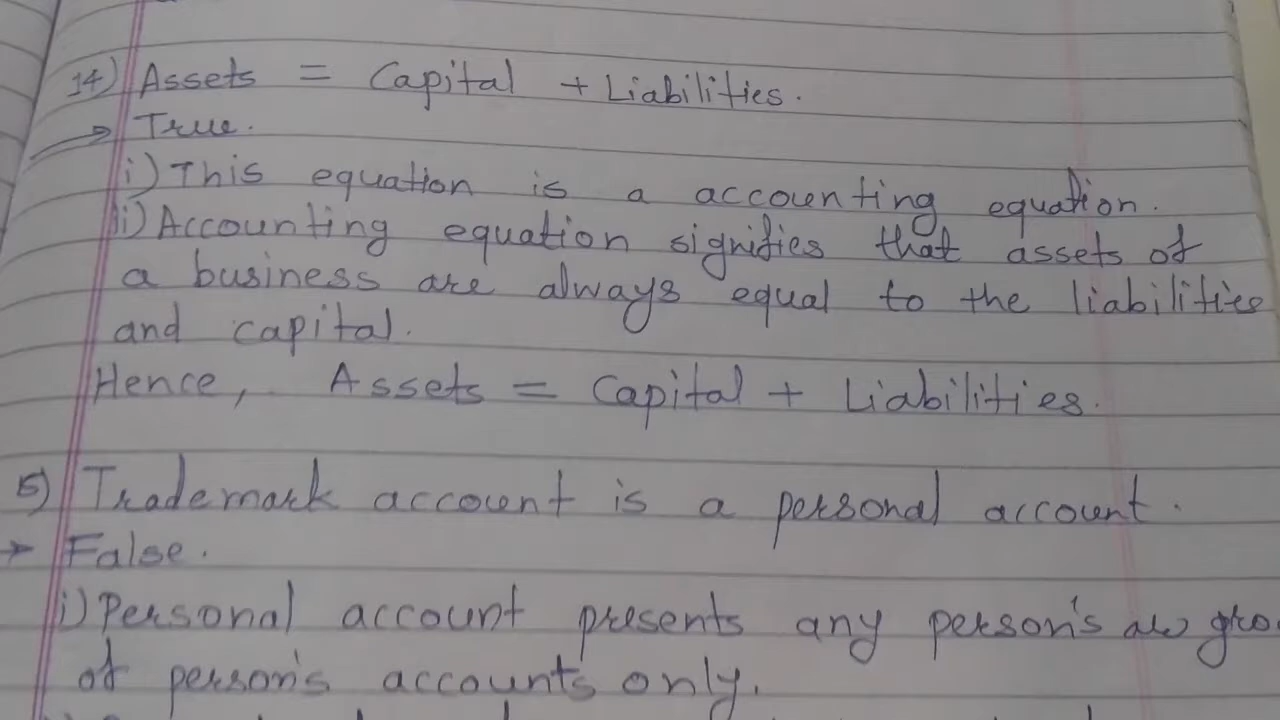 14) Assets = Capital + Liabilities.
→ True.
i) This equation is a accounting equation.
ii) Accounting equation signifies that assets of
a business are always equal to the liabilities
and capital.
Hence, Assets = Capital + Liabilities.
5) Trademark account is a personal account.
→ False.
i) Personal account presents any person's
of person's accounts only.